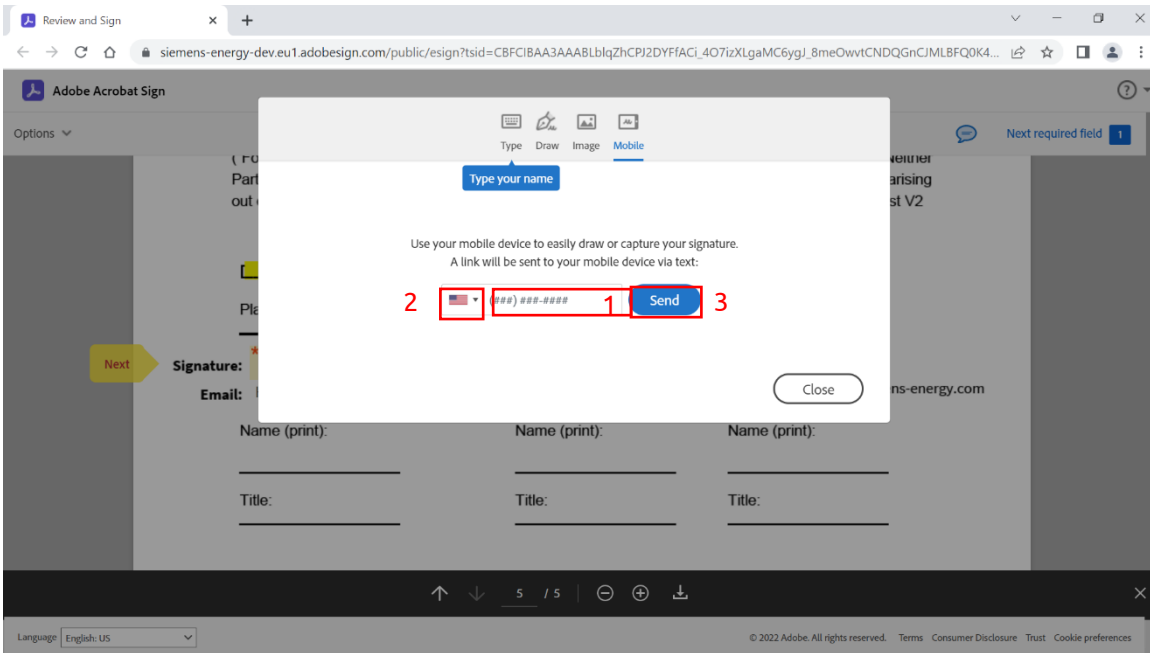 Review and Sign
siemens-energy-dev.eu1.adobesign.com/public/esign?tsid=CBFCIBAA3AAABLblqZhCPJ2DYFfACi_4O7izXLgaMC6ygJ_8meOwvtCNDQGnCJMLBFQ0K4...
Adobe Acrobat Sign
Options
Type Draw Image Mobile
Next required field 1
Type your name
( Fo
Neither
Part
arising
out
st V2
Use your mobile device to easily draw or capture your signature.
A link will be sent to your mobile device via text:
2 (###) ###-#### 1 Send 3
Pla
Next
Signature: *
Email:
Close
ns-energy.com
Name (print): Name (print): Name (print):
Title: Title: Title:
5 / 5
Language English: US
© 2022 Adobe. All rights reserved. Terms Consumer Disclosure Trust Cookie preferences